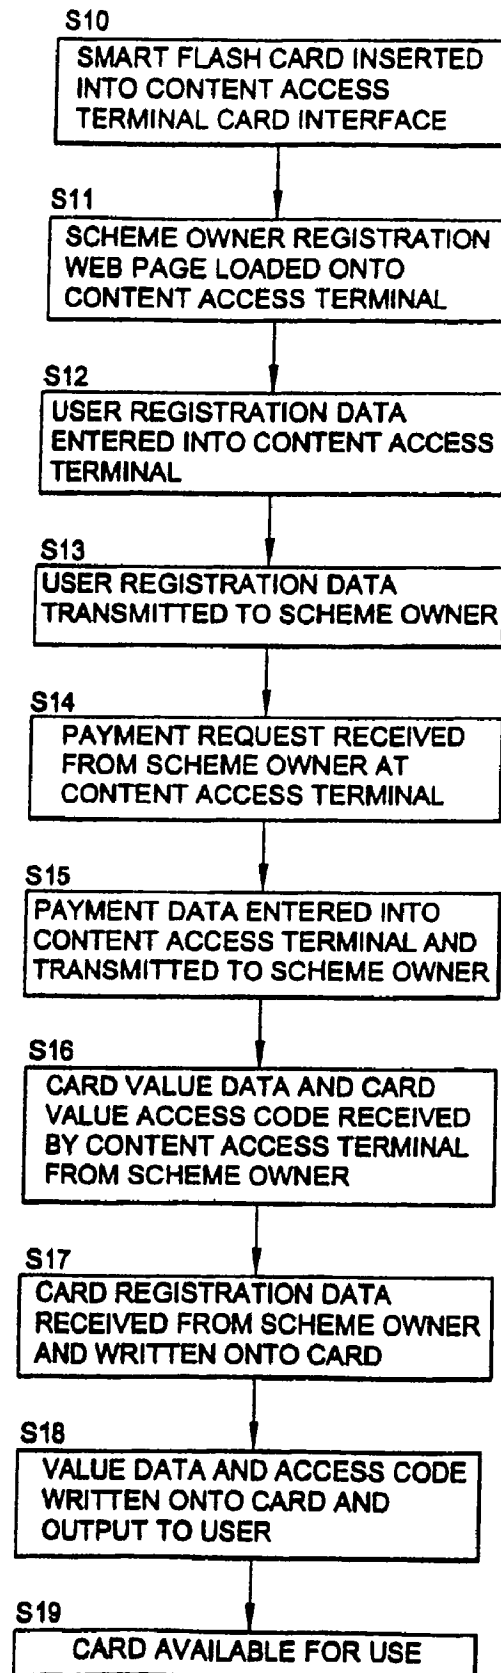 S10
SMART FLASH CARD INSERTED
INTO CONTENT ACCESS
TERMINAL CARD INTERFACE
S11
SCHEME OWNER REGISTRATION
WEB PAGE LOADED ONTO
CONTENT ACCESS TERMINAL
S12
USER REGISTRATION DATA
ENTERED INTO CONTENT ACCESS
TERMINAL
S13
USER REGISTRATION DATA
TRANSMITTED TO SCHEME OWNER
S14
PAYMENT REQUEST RECEIVED
FROM SCHEME OWNER AT
CONTENT ACCESS TERMINAL
S15
PAYMENT DATA ENTERED INTO
CONTENT ACCESS TERMINAL AND
TRANSMITTED TO SCHEME OWNER
S16
CARD VALUE DATA AND CARD
VALUE ACCESS CODE RECEIVED
BY CONTENT ACCESS TERMINAL
FROM SCHEME OWNER
S17
CARD REGISTRATION DATA
RECEIVED FROM SCHEME OWNER
AND WRITTEN ONTO CARD
S18
VALUE DATA AND ACCESS CODE
WRITTEN ONTO CARD AND
OUTPUT TO USER
S19
CARD AVAILABLE FOR USE